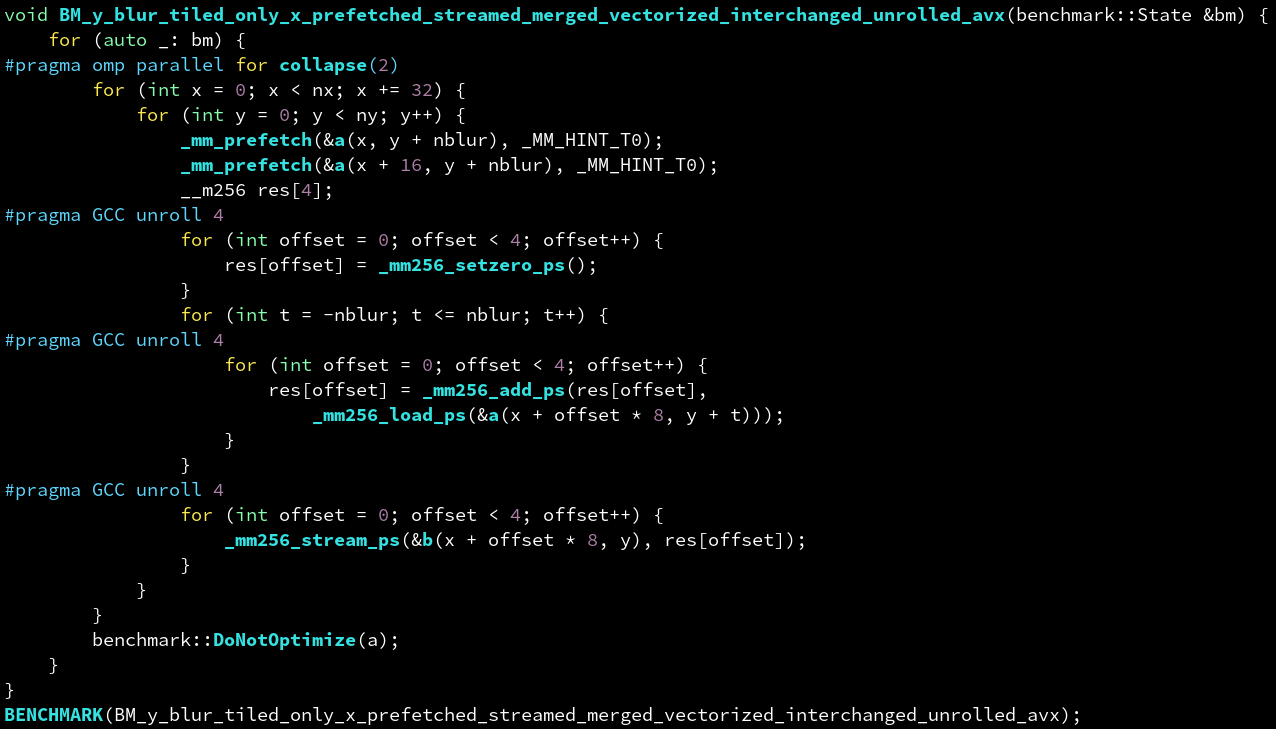 void BM_y_blur_tiled_only_x_prefetched_streamed_merged_vectorized_interchanged_unrolled_avx(benchmark::State &bm) {
    for (auto _: bm) {
#pragma omp parallel for collapse(2)
        for (int x = 0; x < nx; x += 32) {
            for (int y = 0; y < ny; y++) {
                _mm_prefetch(&a(x, y + nblur), _MM_HINT_T0);
                _mm_prefetch(&a(x + 16, y + nblur), _MM_HINT_T0);
                __m256 res[4];
#pragma GCC unroll 4
                for (int offset = 0; offset < 4; offset++) {
                    res[offset] = _mm256_setzero_ps();
                }
                for (int t = -nblur; t <= nblur; t++) {
#pragma GCC unroll 4
                    for (int offset = 0; offset < 4; offset++) {
                        res[offset] = _mm256_add_ps(res[offset],
                            _mm256_load_ps(&a(x + offset * 8, y + t)));
                    }
                }
#pragma GCC unroll 4
                for (int offset = 0; offset < 4; offset++) {
                    _mm256_stream_ps(&b(x + offset * 8, y), res[offset]);
                }
            }
        }
        benchmark::DoNotOptimize(a);
    }
}
BENCHMARK(BM_y_blur_tiled_only_x_prefetched_streamed_merged_vectorized_interchanged_unrolled_avx);